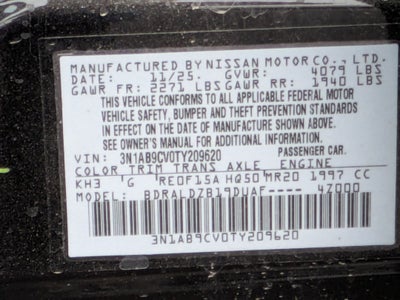 MANUFACTURED BY NISSAN MOTOR CO., LTD.
DATE: 11/25. GVWR: 4079 LBS
GAWR FR: 2271 LBS GAWR RR: 1940 LBS
THIS VEHICLE CONFORMS TO ALL APPLICABLE FEDERAL MOTOR
VEHICLE SAFETY, BUMPER AND THEFT PREVENTION STANDARDS
IN EFFECT ON THE DATE OF MANUFACTURE SHOWN ABOVE.
SEE OWNER'S MANUAL FOR ADDITIONAL INFORMATION.
VIN: 3N1AB9CV0TY209620 PASSENGER CAR.
COLOR TRIM TRANS AXLE ENGINE
KH3 G RE0F15A HQ50 MR20 1997 CC
MODEL: BDRALDZB19DUAF---- 4Z000
3N1AB9CV0TY209620